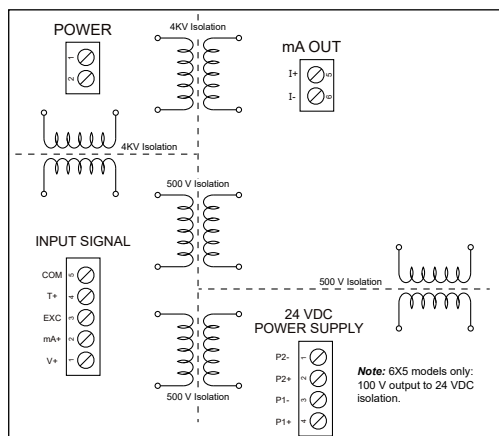 POWER
1
2
4KV Isolation
mA OUT
I+ 5
I- 6
4KV Isolation
500 V Isolation
INPUT SIGNAL
COM 5
T+ 4
EXC 3
mA+ 2
V+ 1
500 V Isolation
24 VDC
POWER SUPPLY
P2- 1
P2+ 2
P1- 3
P1+ 4
Note: 6X5 models only:
100 V output to 24 VDC
isolation.
500 V Isolation